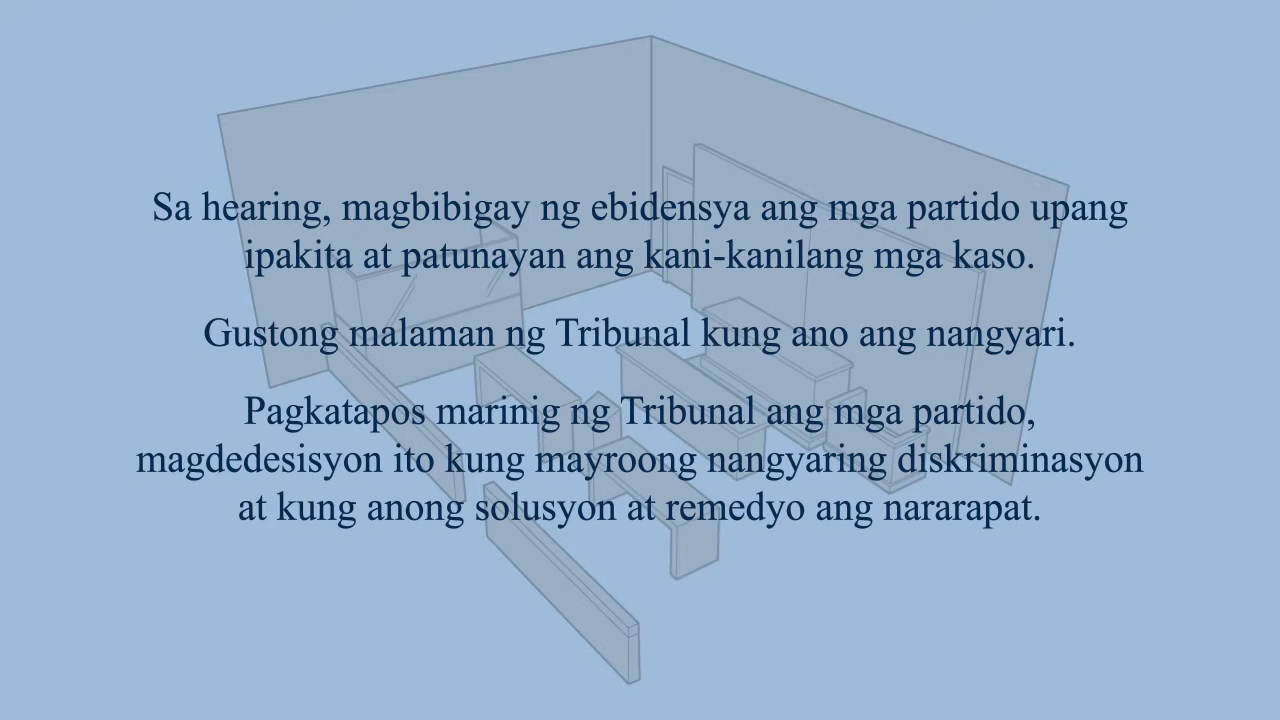 Sa hearing, magbibigay ng ebidensya ang mga partido upang
ipakita at patunayan ang kani-kanilang mga kaso.
Gustong malaman ng Tribunal kung ano ang nangyari.
Pagkatapos marinig ng Tribunal ang mga partido,
magdedesisyon ito kung mayroong nangyaring diskriminasyon
at kung anong solusyon at remedyo ang nararapat.